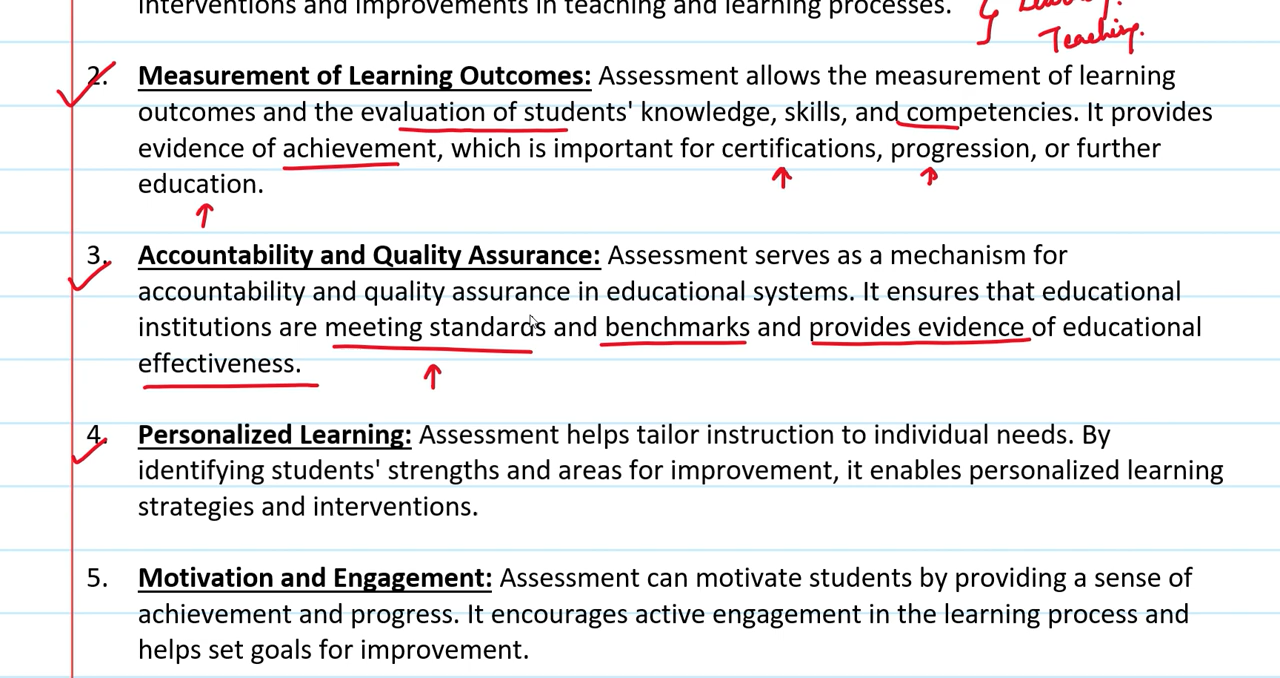 interventions and improvements in teaching and learning processes.
Teaching.
2. Measurement of Learning Outcomes: Assessment allows the measurement of learning
outcomes and the evaluation of students' knowledge, skills, and competencies. It provides
evidence of achievement, which is important for certifications, progression, or further
education.
3. Accountability and Quality Assurance: Assessment serves as a mechanism for
accountability and quality assurance in educational systems. It ensures that educational
institutions are meeting standards and benchmarks and provides evidence of educational
effectiveness.
4. Personalized Learning: Assessment helps tailor instruction to individual needs. By
identifying students' strengths and areas for improvement, it enables personalized learning
strategies and interventions.
5. Motivation and Engagement: Assessment can motivate students by providing a sense of
achievement and progress. It encourages active engagement in the learning process and
helps set goals for improvement.